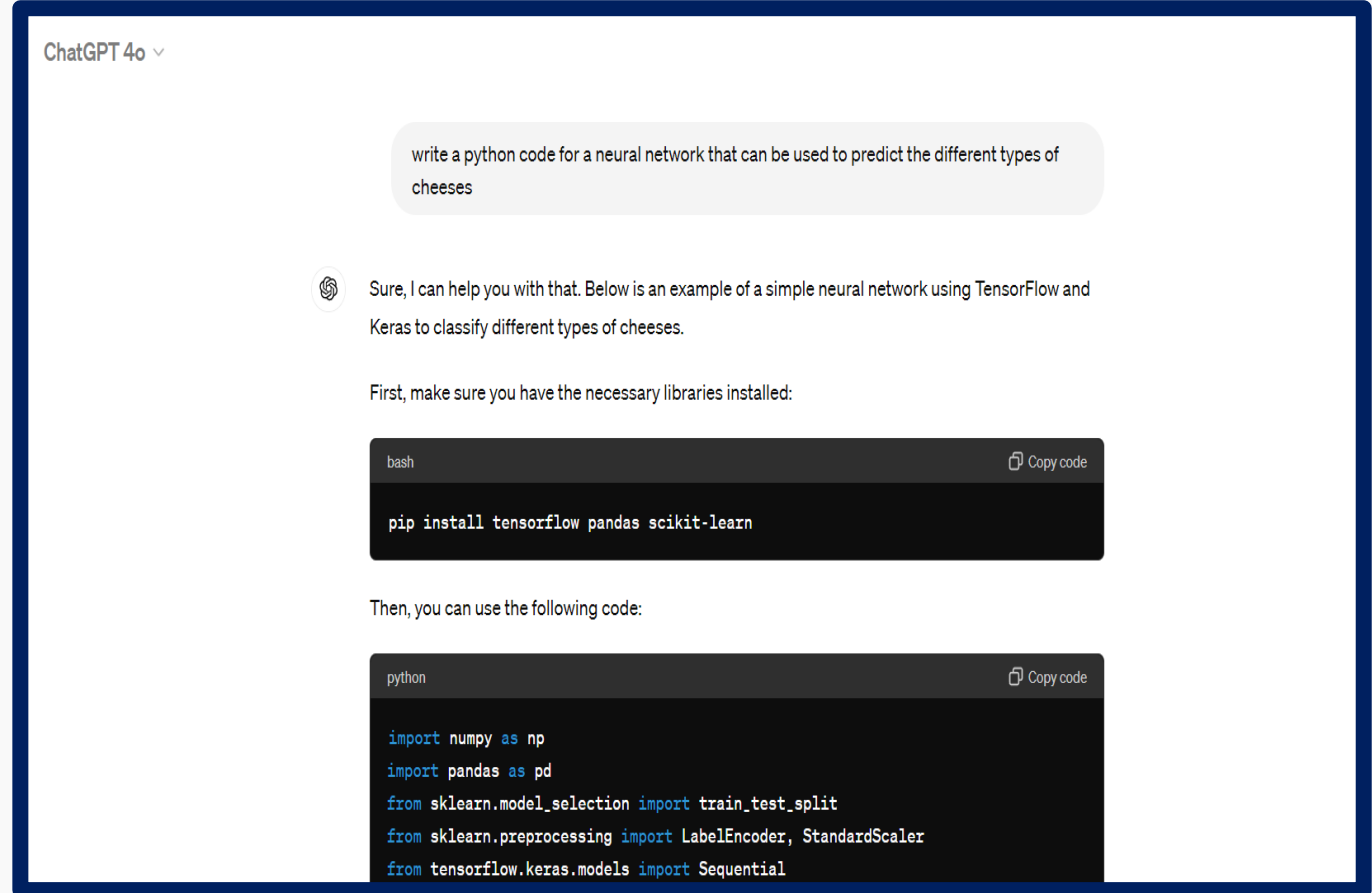 ChatGPT 4o
write a python code for a neural network that can be used to predict the different types of
cheeses
Sure, I can help you with that. Below is an example of a simple neural network using TensorFlow and
Keras to classify different types of cheeses.
First, make sure you have the necessary libraries installed:
bash
Copy code
pip install tensorflow pandas scikit-learn
Then, you can use the following code:
python
Copy code
import numpy as np
import pandas as pd
from sklearn.model_selection import train_test_split
from sklearn.preprocessing import LabelEncoder, StandardScaler
from tensorflow.keras.models import Sequential